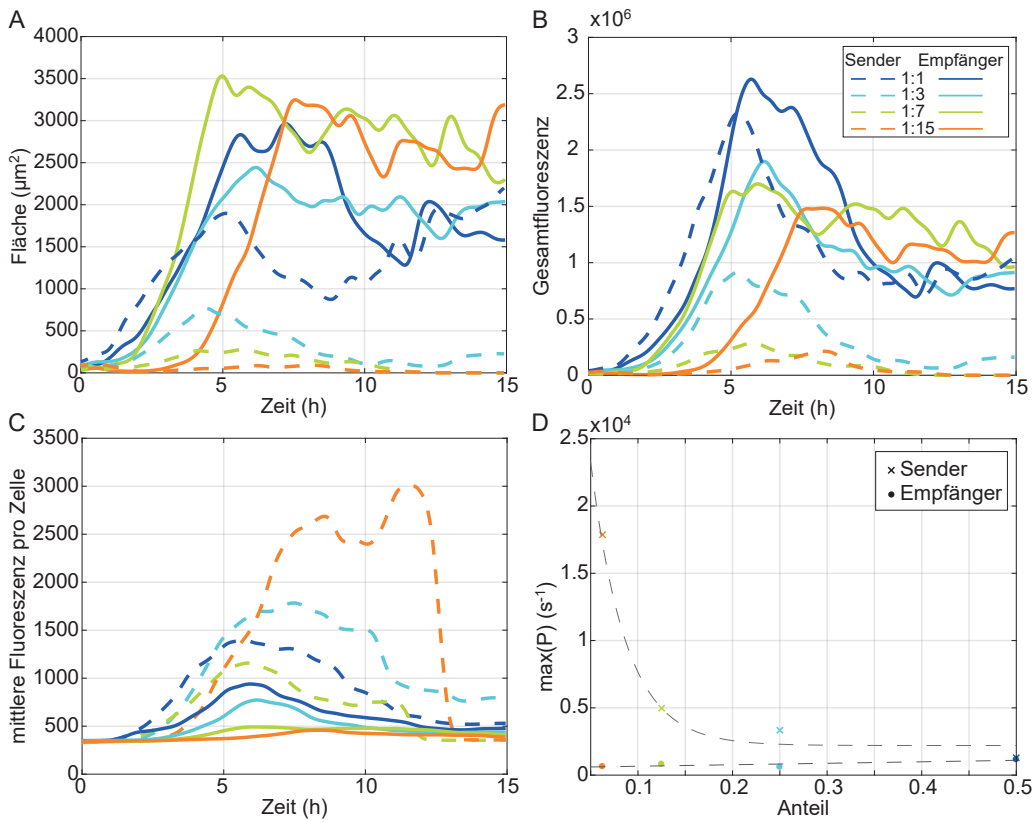 A
4000
3500
3000
2500
2000
1500
1000
500
0
Fläche (µm²)
0 5 10 15
Zeit (h)
B
x10⁶
3
2.5
2
1.5
1
0.5
0
Gesamtfluoreszenz
0 5 10 15
Zeit (h)
Sender Empfänger
1:1
1:3
1:7
1:15
C
3500
3000
2500
2000
1500
1000
500
0
mittlere Fluoreszenz pro Zelle
0 5 10 15
Zeit (h)
D
x10⁴
2.5
2
1.5
1
0.5
0
max(P) (s⁻¹)
0.1 0.2 0.3 0.4 0.5
Anteil
× Sender
● Empfänger